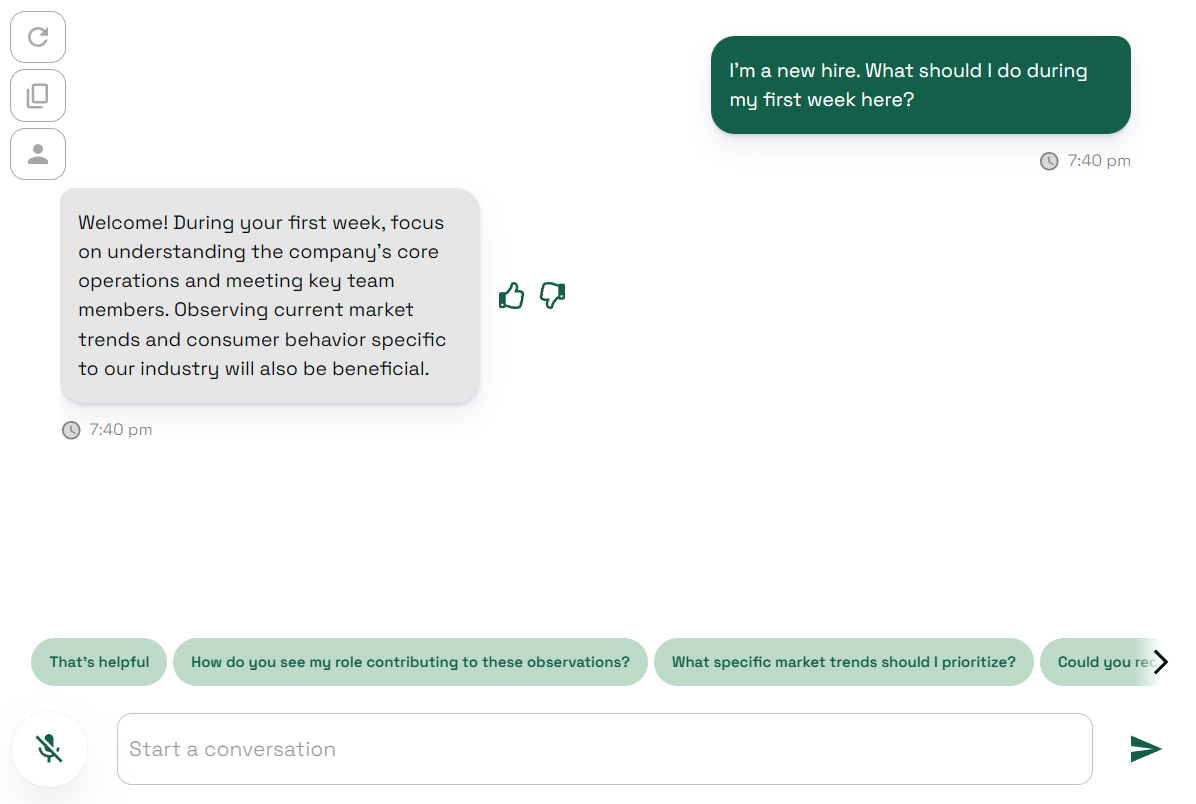 I'm a new hire. What should I do during
my first week here?
7:40 pm
Welcome! During your first week, focus
on understanding the company's core
operations and meeting key team
members. Observing current market
trends and consumer behavior specific
to our industry will also be beneficial.
7:40 pm
That's helpful
How do you see my role contributing to these observations?
What specific market trends should I prioritize?
Could you
Start a conversation